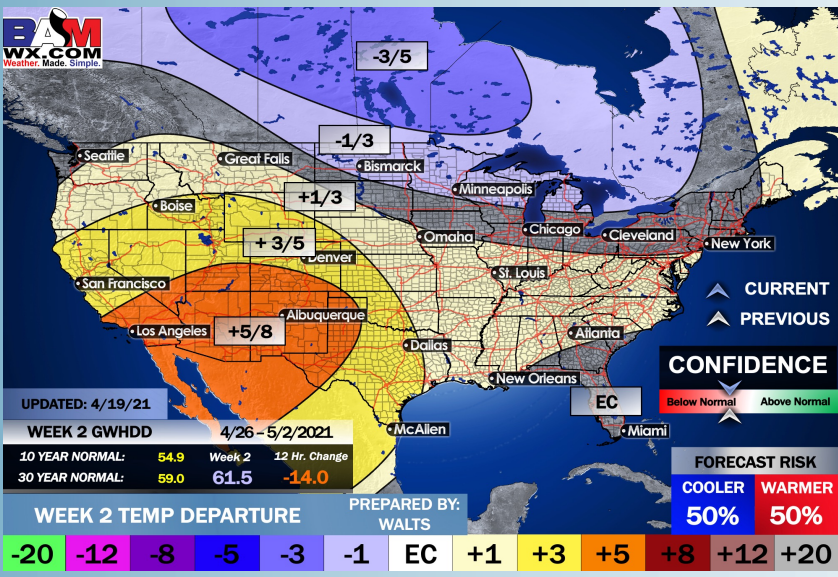 BAM
WX.COM
Weather. Made. Simple.
-3/5
-1/3
Seattle
Great Falls
Bismarck
Minneapolis
+1/3
Boise
+ 3/5
Omaha
Chicago
Cleveland
New York
Denver
St. Louis
San Francisco
CURRENT
Albuquerque
PREVIOUS
Los Angeles
+5/8
Atlanta
Dallas
CONFIDENCE
New Orleans
Below Normal
Above Normal
EC
UPDATED: 4/19/21
McAllen
Miami
WEEK 2 GWHDD 4/26 – 5/2/2021
10 YEAR NORMAL: 54.9 Week 2 12 Hr. Change
30 YEAR NORMAL: 59.0 61.5 -14.0
FORECAST RISK
COOLER WARMER
50% 50%
WEEK 2 TEMP DEPARTURE
PREPARED BY:
WALTS
-20 -12 -8 -5 -3 -1 EC +1 +3 +5 +8 +12 +20